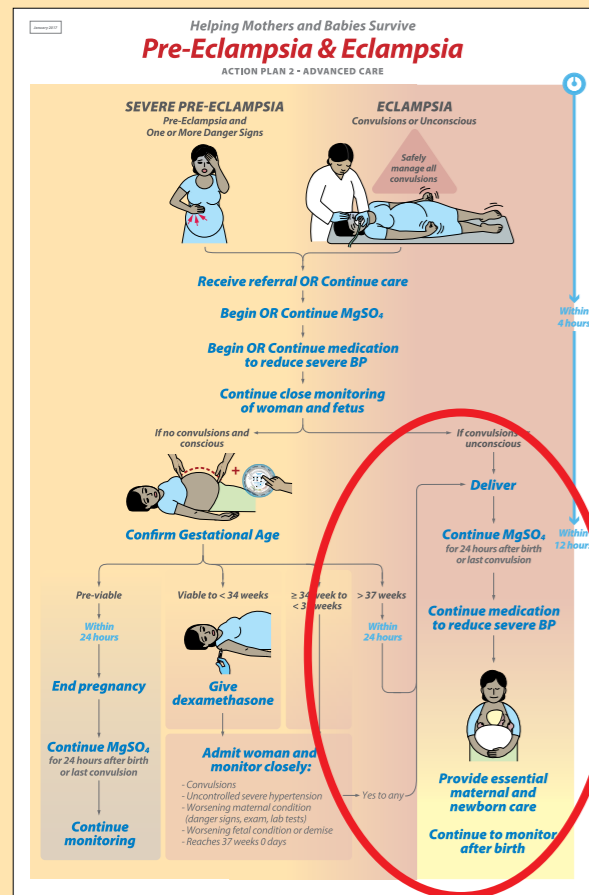 January 2017
Helping Mothers and Babies Survive
Pre-Eclampsia & Eclampsia
ACTION PLAN 2 - ADVANCED CARE
SEVERE PRE-ECLAMPSIA
Pre-Eclampsia and
One or More Danger Signs
ECLAMPSIA
Convulsions or Unconscious
Safely
manage all
convulsions
Receive referral OR Continue care
Begin OR Continue MgSO₄
Begin OR Continue medication
to reduce severe BP
Continue close monitoring
of woman and fetus
Within
4 hours
If no convulsions and
conscious
If convulsions
unconscious
Confirm Gestational Age
Deliver
Within
12 hours
Continue MgSO₄
for 24 hours after birth
or last convulsion
Continue medication
to reduce severe BP
Provide essential
maternal and
newborn care
Continue to monitor
after birth
Pre-viable
Within
24 hours
End pregnancy
Continue MgSO₄
for 24 hours after birth
or last convulsion
Continue
monitoring
Viable to < 34 weeks
Give
dexamethasone
≥ 34 week to
< 3 weeks
> 37 weeks
Within
24 hours
Admit woman and
monitor closely:
- Convulsions
- Uncontrolled severe hypertension
- Worsening maternal condition
(danger signs, exam, lab tests)
- Worsening fetal condition or demise
- Reaches 37 weeks 0 days
Yes to any